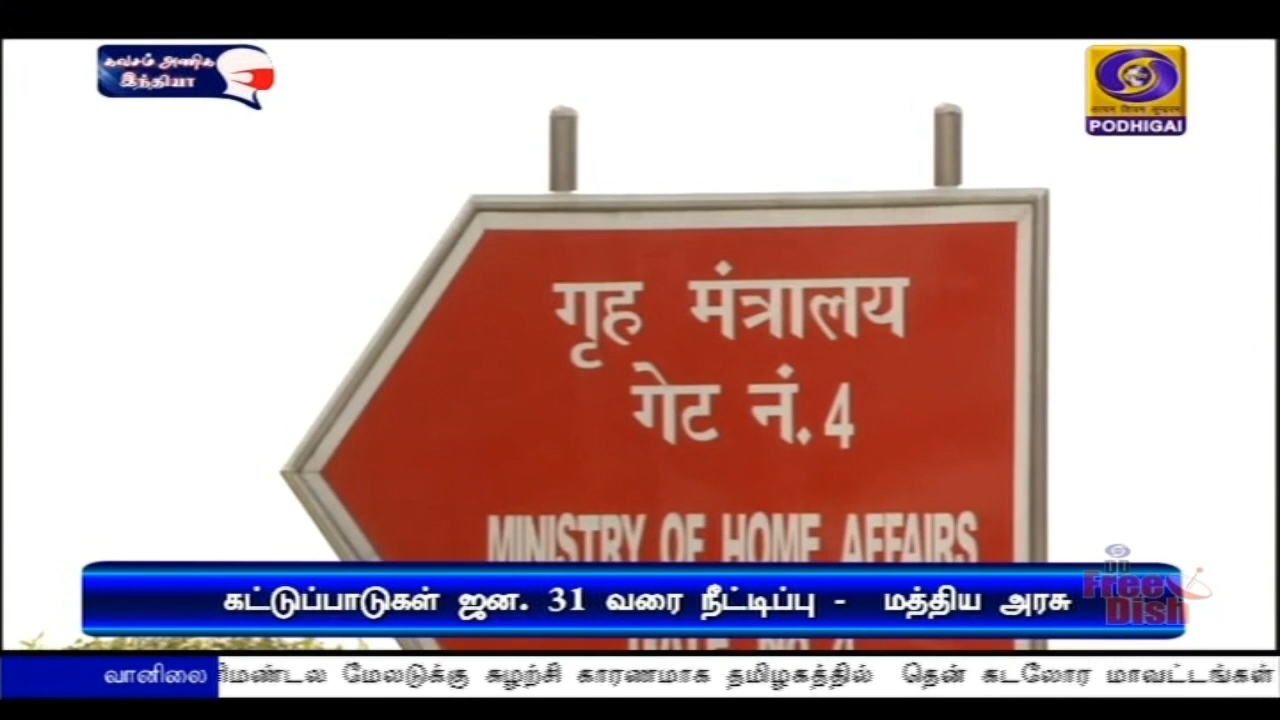 கவசம் அணிக
இந்தியா
PODHIGAI
गृह मंत्रालय
गेट नं. 4
MINISTRY OF HOME AFFAIRS
கட்டுப்பாடுகள் ஜன. 31 வரை நீட்டிப்பு - மத்திய அரசு
DD
Free Dish
வானிலை
மண்டல மேலடுக்கு சுழற்சி காரணமாக தமிழகத்தில் தென் கடலோர மாவட்டங்கள்